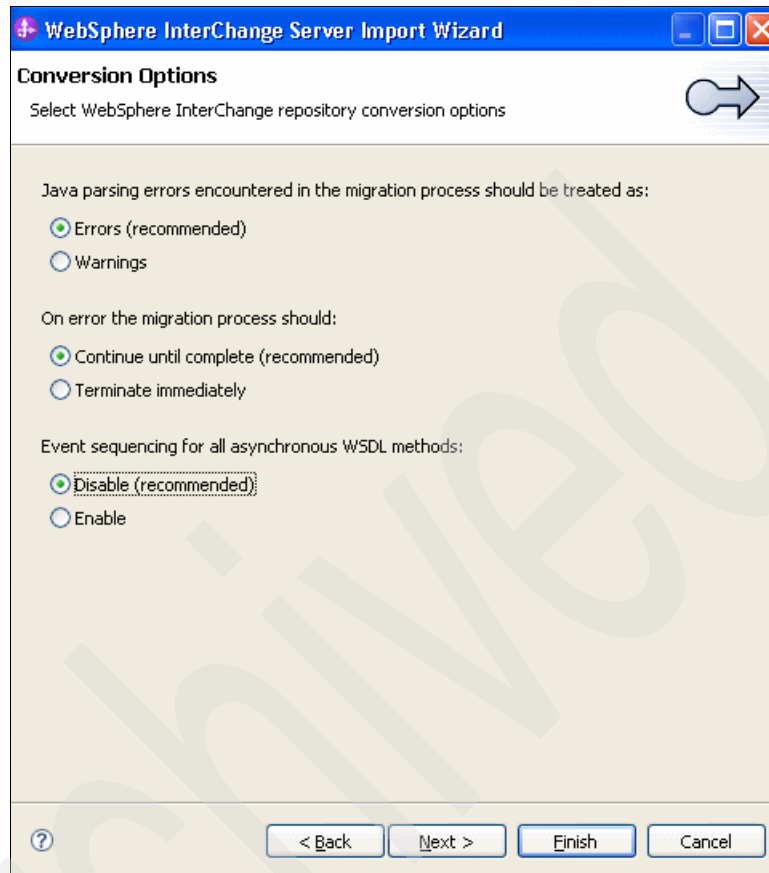 WebSphere InterChange Server Import Wizard
Conversion Options
Select WebSphere InterChange repository conversion options
Java parsing errors encountered in the migration process should be treated as:
Errors (recommended)
Warnings
On error the migration process should:
Continue until complete (recommended)
Terminate immediately
Event sequencing for all asynchronous WSDL methods:
Disable (recommended)
Enable
? < Back Next > Finish Cancel